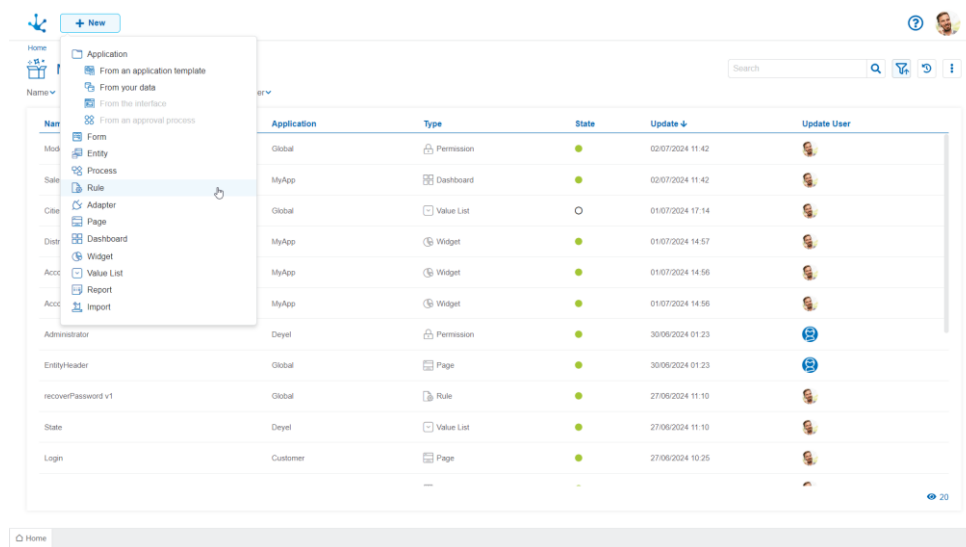 + New
Home
Application
From an application template
From your data
From the interface
From an approval process
Form
Entity
Process
Rule
Adapter
Page
Dashboard
Widget
Value List
Report
Import
Search
Name
Application Type State Update Update User
Global Permission 02/07/2024 11:42
MyApp Dashboard 02/07/2024 11:42
Global Value List 01/07/2024 17:14
MyApp Widget 01/07/2024 14:57
MyApp Widget 01/07/2024 14:56
MyApp Widget 01/07/2024 14:56
Administrator Deyel Permission 30/06/2024 01:23
EntityHeader Global Page 30/06/2024 01:23
recoverPassword v1 Global Rule 27/06/2024 11:10
State Deyel Value List 27/06/2024 11:10
Login Customer Page 27/06/2024 10:25
20
Home